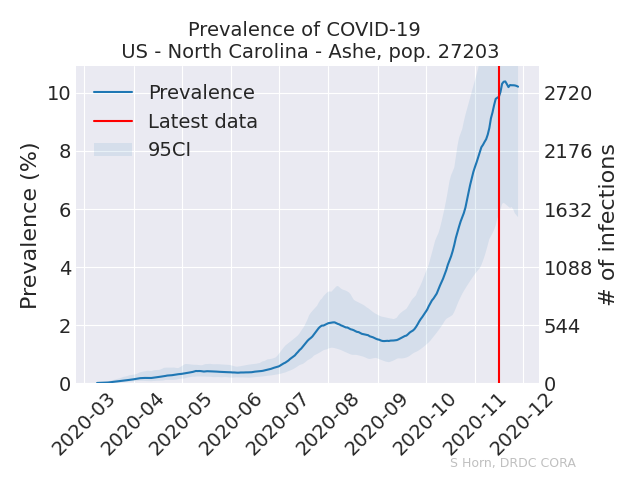 Prevalence of COVID-19
US - North Carolina - Ashe, pop. 27203
Prevalence
Latest data
95CI
Prevalence (%)
10
8
6
4
2
0
2720
2176
1632
1088
544
0
# of infections
2020-03
2020-04
2020-05
2020-06
2020-07
2020-08
2020-09
2020-10
2020-11
2020-12
S Horn, DRDC CORA